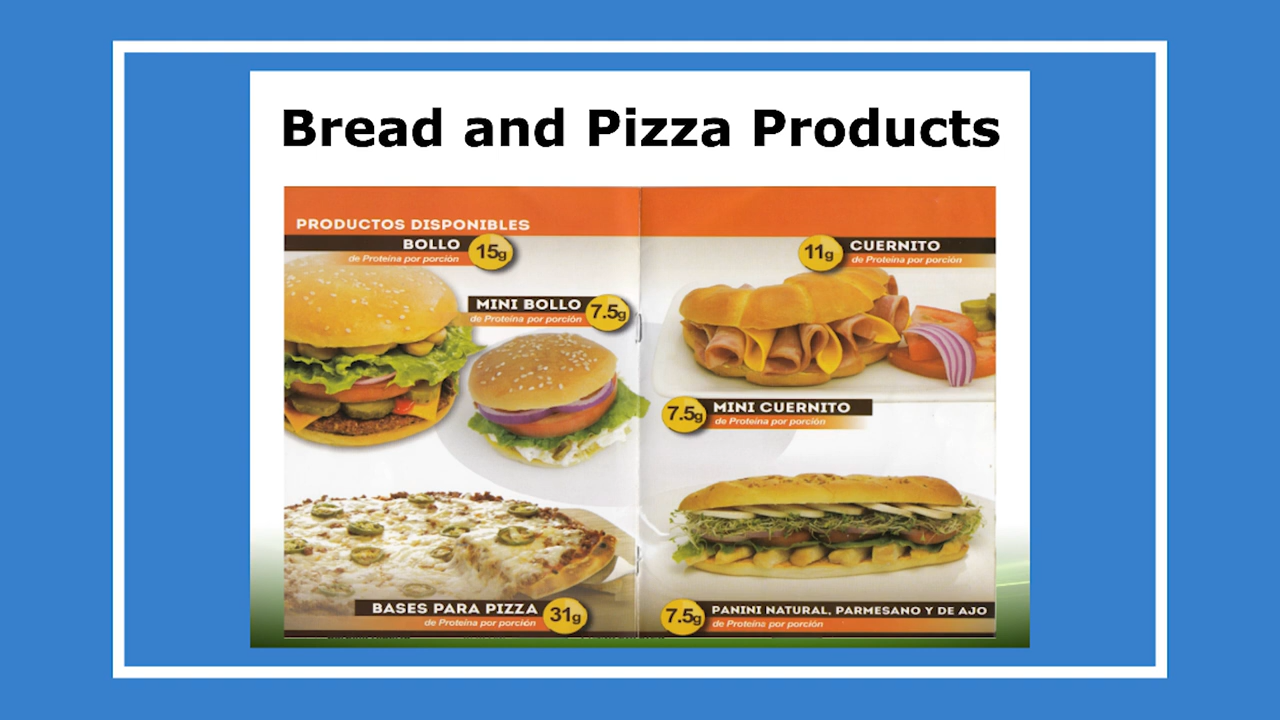 Bread and Pizza Products
PRODUCTOS DISPONIBLES
BOLLO
15g
de Proteína por porción
MINI BOLLO
7.5g
de Proteína por porción
BASES PARA PIZZA
31g
de Proteína por porción
11g
CUERNITO
de Proteína por porción
7.5g
MINI CUERNITO
de Proteína por porción
7.5g
PANINI NATURAL, PARMESANO Y DE AJO
de Proteína por porción